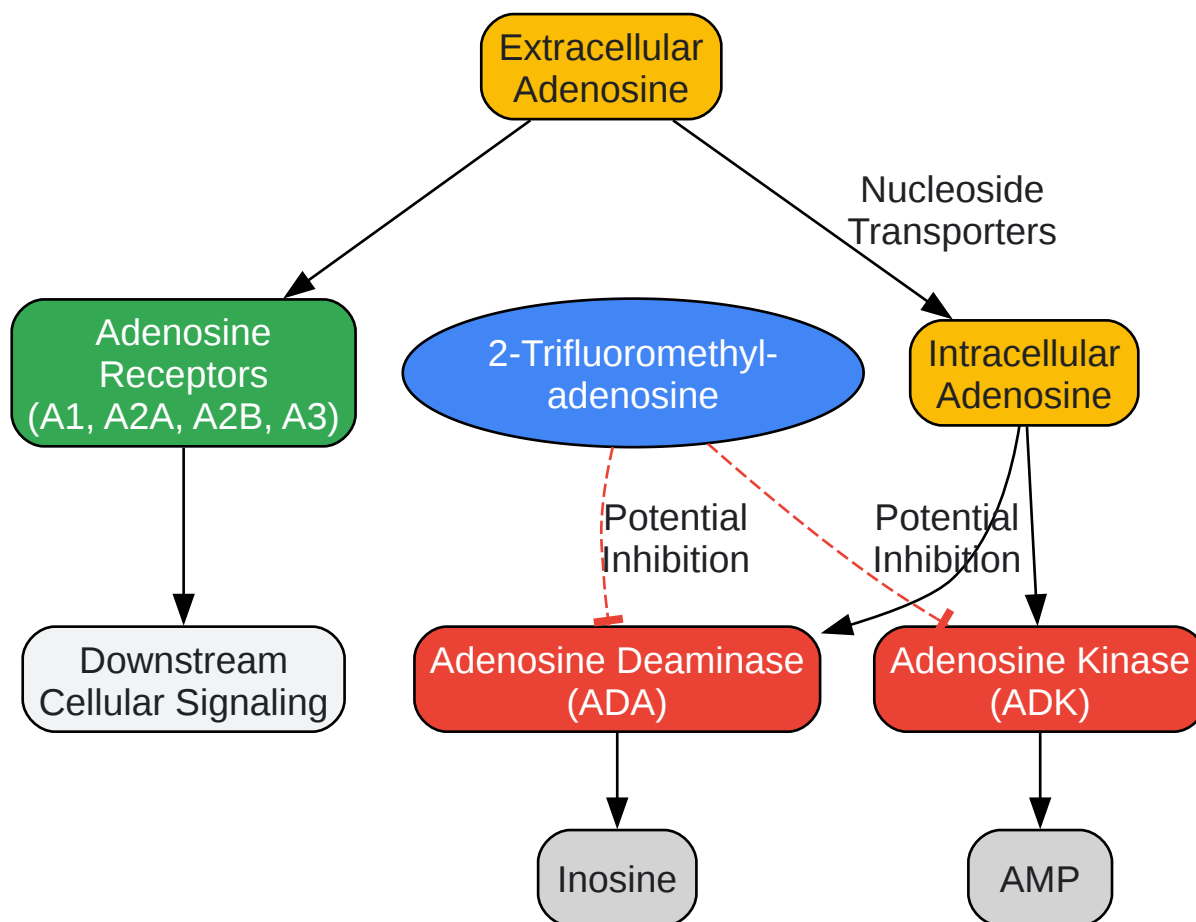 Extracellular
Adenosine
Nucleoside
Transporters
Adenosine
Receptors
(A1, A2A, A2B, A3)
2-Trifluoromethyl-
adenosine
Intracellular
Adenosine
Potential
Inhibition
Potential
Inhibition
Downstream
Cellular Signaling
Adenosine Deaminase
(ADA)
Adenosine Kinase
(ADK)
Inosine
AMP